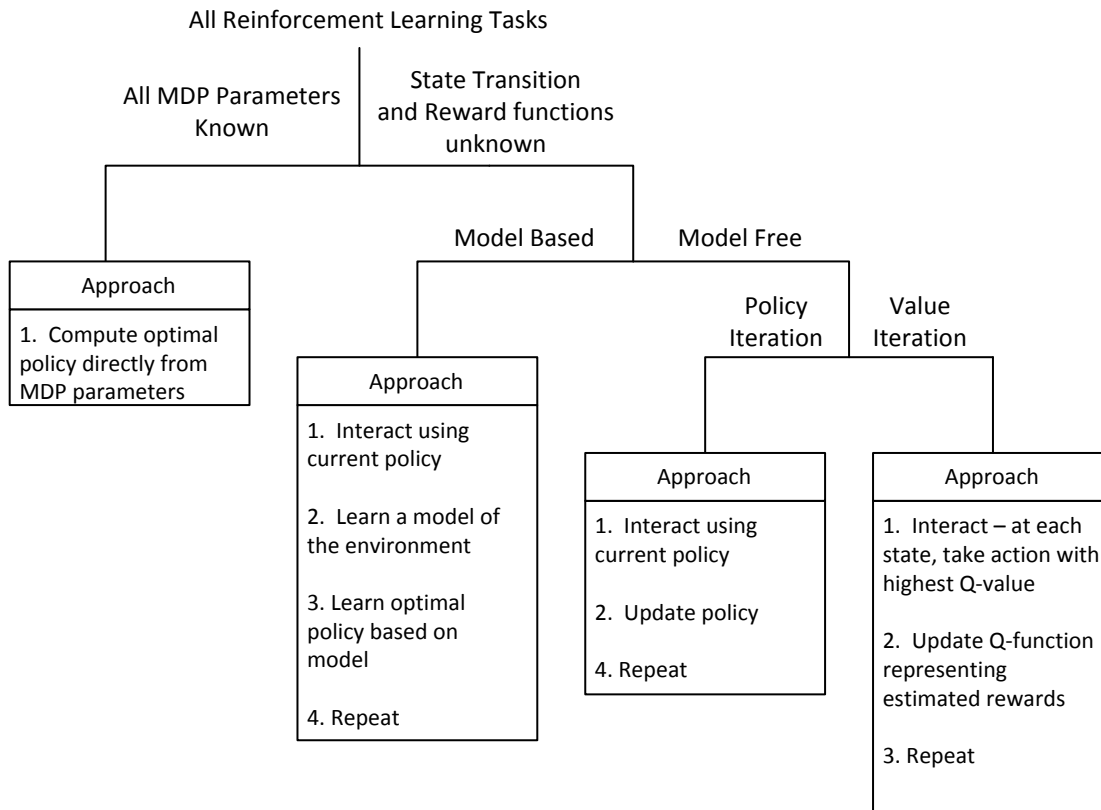 All Reinforcement Learning Tasks
All MDP Parameters
Known
State Transition
and Reward functions
unknown
Model Based
Model Free
Approach
1. Compute optimal
policy directly from
MDP parameters
Policy
Iteration
Value
Iteration
Approach
1. Interact using
current policy
2. Learn a model of
the environment
3. Learn optimal
policy based on
model
4. Repeat
Approach
1. Interact using
current policy
2. Update policy
4. Repeat
Approach
1. Interact – at each
state, take action with
highest Q-value
2. Update Q-function
representing
estimated rewards
3. Repeat